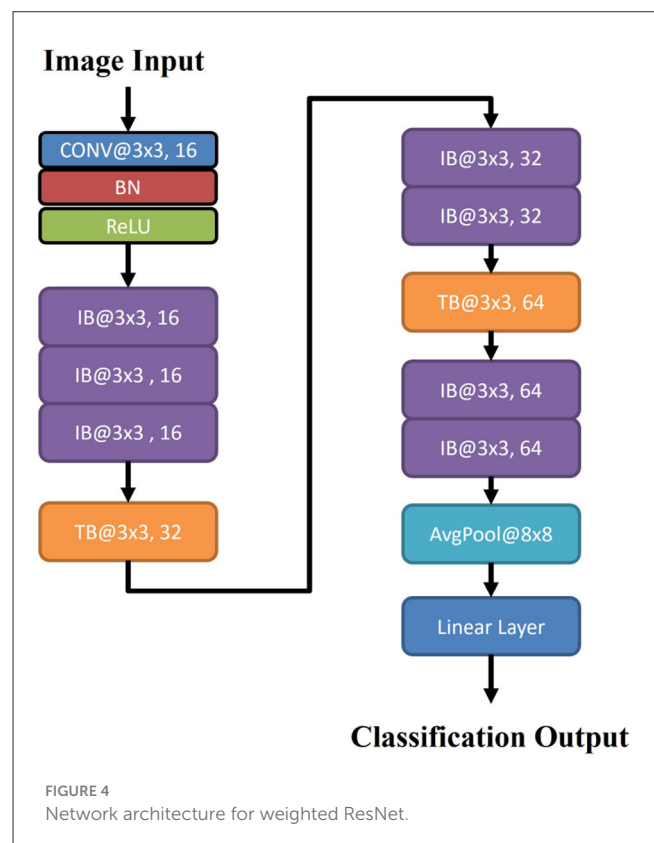 Image Input
CONV@3x3, 16
BN
ReLU
IB@3x3, 16
IB@3x3 , 16
IB@3x3 , 16
TB@3x3, 32
IB@3x3, 32
IB@3x3, 32
TB@3x3, 64
IB@3x3, 64
IB@3x3, 64
AvgPool@8x8
Linear Layer
Classification Output
FIGURE 4
Network architecture for weighted ResNet.